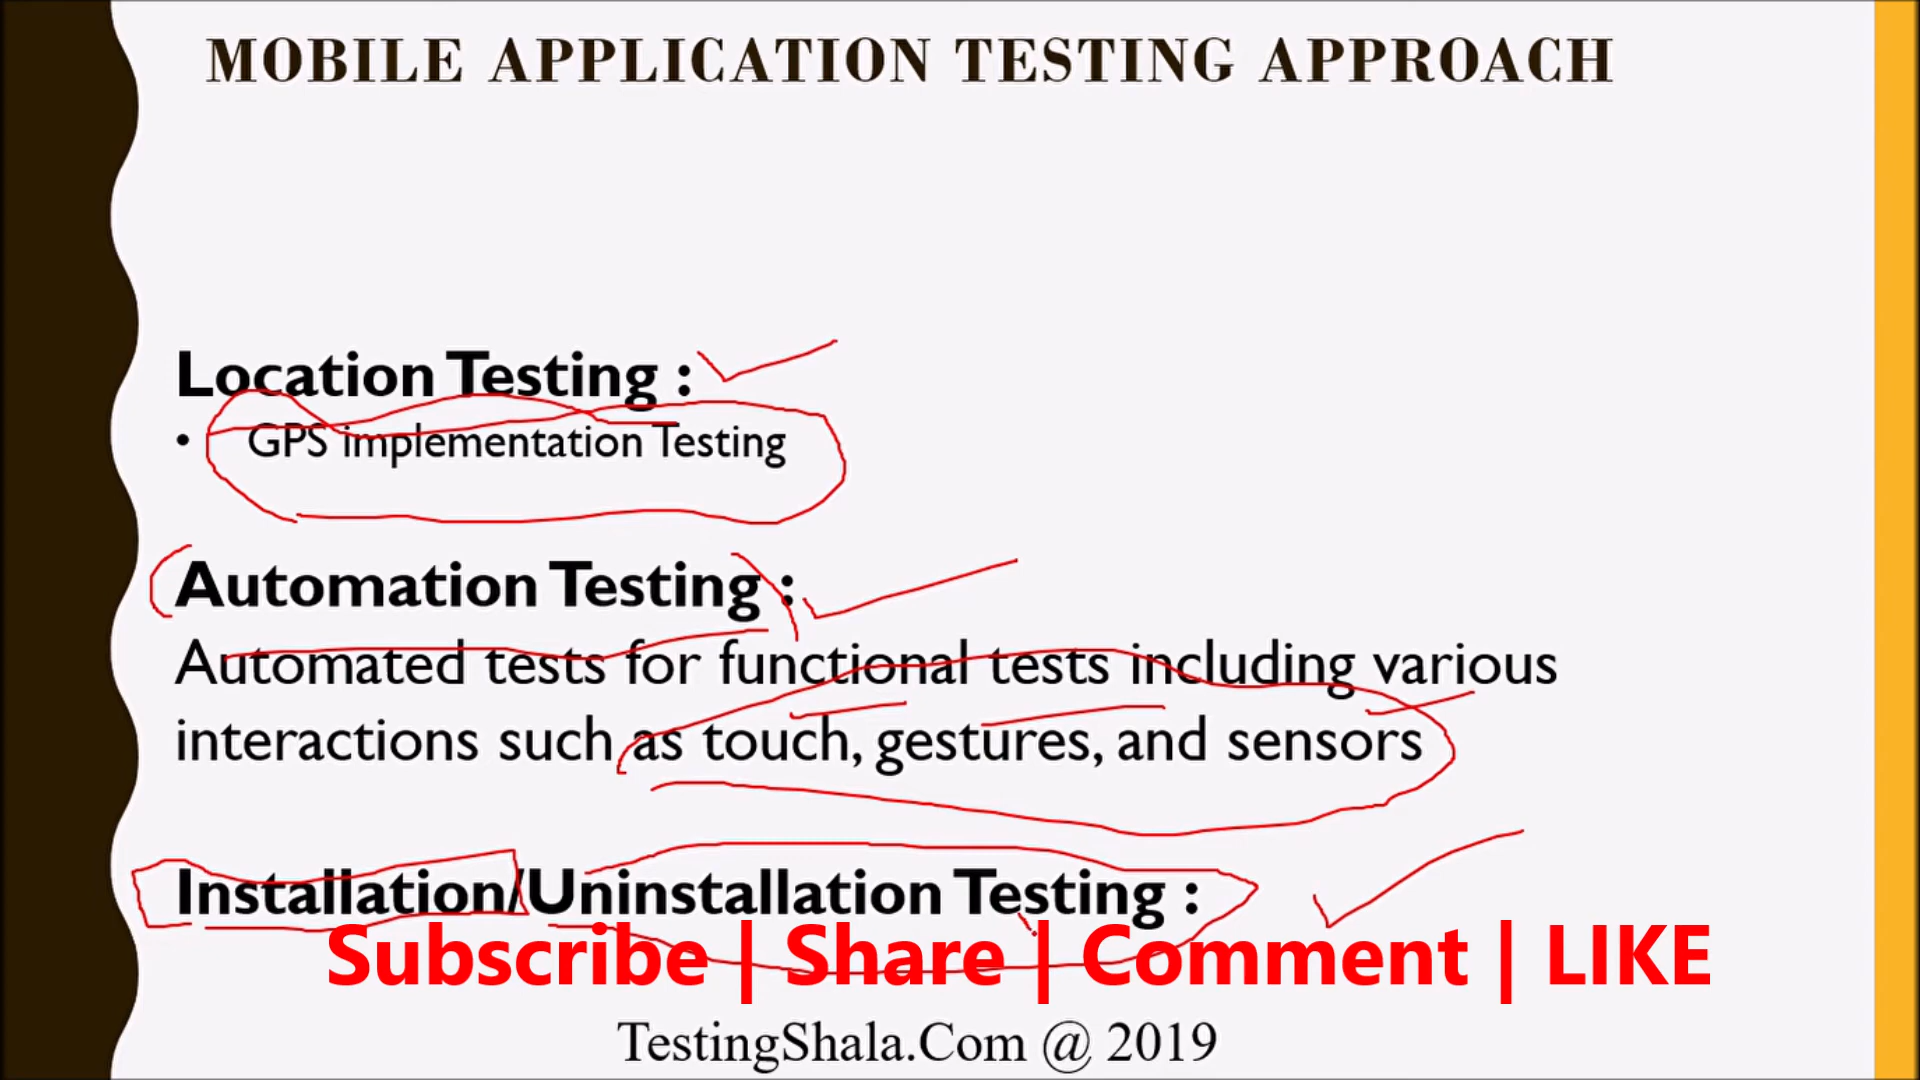 MOBILE APPLICATION TESTING APPROACH
Location Testing :
• GPS implementation Testing
Automation Testing :
Automated tests for functional tests including various
interactions such as touch, gestures, and sensors
Installation/Uninstallation Testing :
Subscribe | Share | Comment | LIKE
TestingShala.Com @ 2019